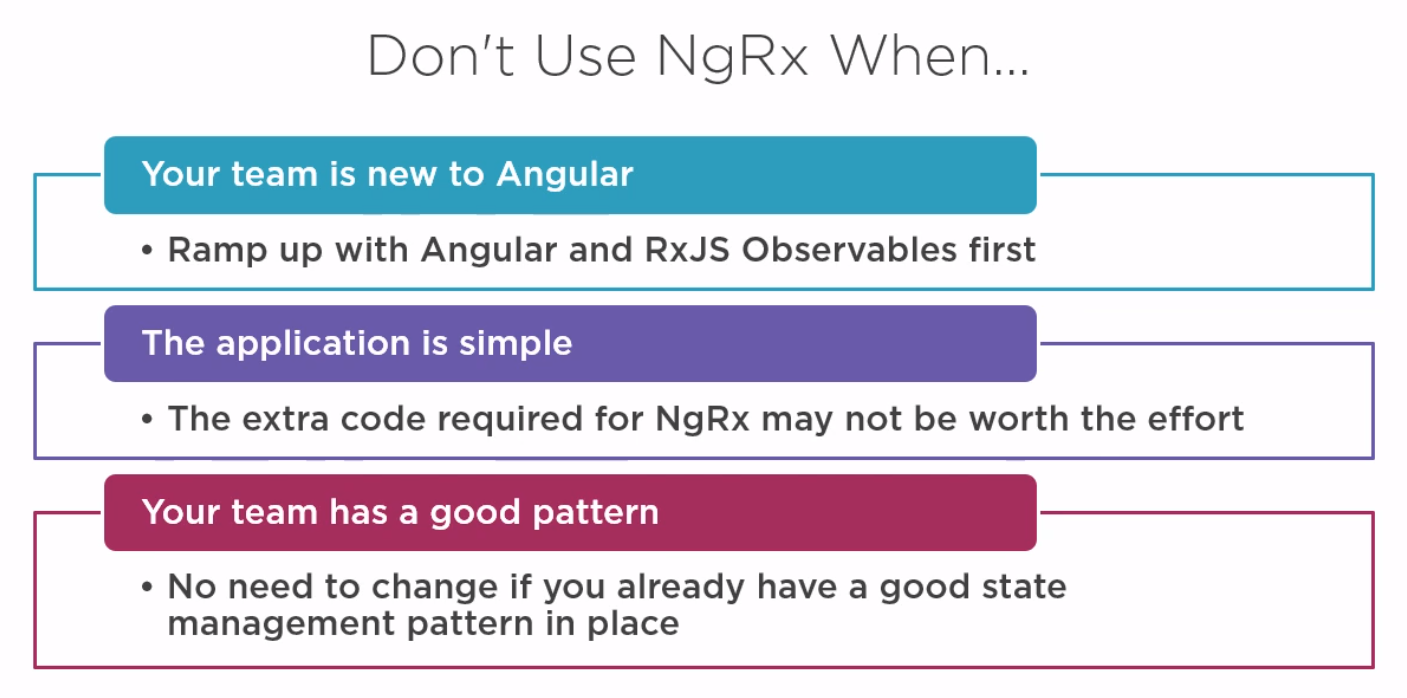 Don't Use NgRx When...
Your team is new to Angular
• Ramp up with Angular and RxJS Observables first
The application is simple
• The extra code required for NgRx may not be worth the effort
Your team has a good pattern
• No need to change if you already have a good state
management pattern in place